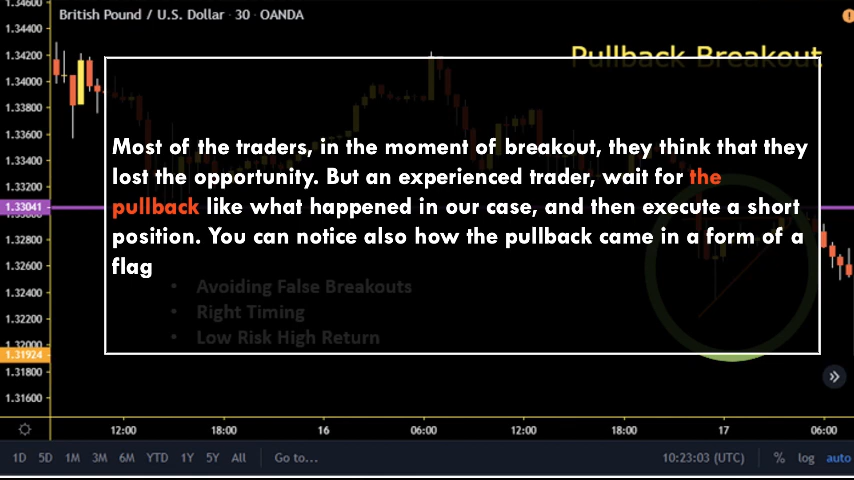 1.34600
British Pound / U.S. Dollar · 30 · OANDA
1.34400
1.34200
Pullback Breakout
1.34000
1.33800
1.33600
1.33400
1.33200
1.33041
1.32800
1.32600
1.32400
1.32200
1.32000
1.31924
1.31800
1.31600
Most of the traders, in the moment of breakout, they think that they
lost the opportunity. But an experienced trader, wait for the
pullback like what happened in our case, and then execute a short
position. You can notice also how the pullback came in a form of a
flag
• Avoiding False Breakouts
• Right Timing
• Low Risk High Return
12:00 18:00 16 06:00 12:00 18:00 17 06:00
1D 5D 1M 3M 6M YTD 1Y 5Y All Go to... 10:23:03 (UTC) % log auto